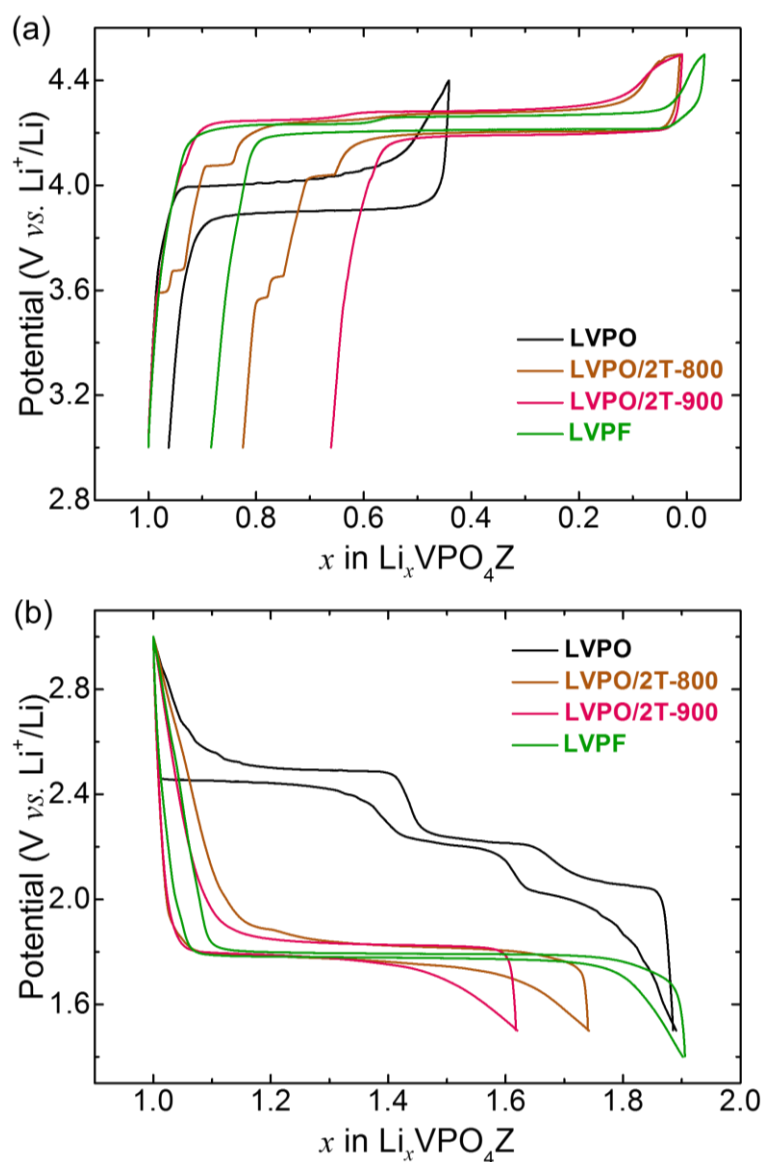 (a)
Potential (V vs. Li⁺/Li)
4.4
4.0
3.6
3.2
2.8
LVPO
LVPO/2T-800
LVPO/2T-900
LVPF
1.0 0.8 0.6 0.4 0.2 0.0
x in LiₓVPO₄Z
(b)
Potential (V vs. Li⁺/Li)
2.8
2.4
2.0
1.6
LVPO
LVPO/2T-800
LVPO/2T-900
LVPF
1.0 1.2 1.4 1.6 1.8 2.0
x in LiₓVPO₄Z